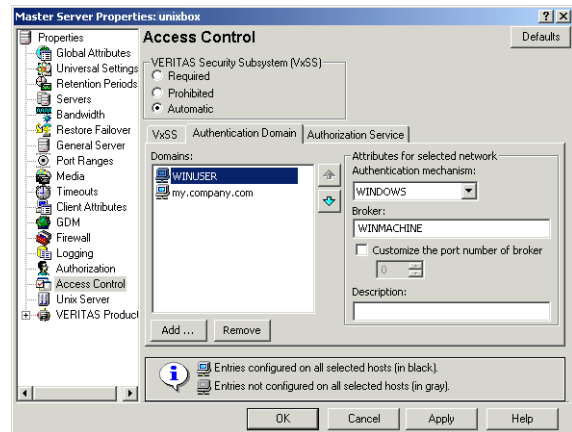 Master Server Properties: unixbox
Properties
Global Attributes
Universal Settings
Retention Periods
Servers
Bandwidth
Restore Failover
General Server
Port Ranges
Media
Timeouts
Client Attributes
GDM
Firewall
Logging
Authorization
Access Control
Unix Server
VERITAS Product
Access Control
Defaults
VERITAS Security Subsystem (VxSS)
Required
Prohibited
Automatic
VxSS Authentication Domain Authorization Service
Domains:
WINUSER
my.company.com
Add ... Remove
Attributes for selected network
Authentication mechanism:
WINDOWS
Broker:
WINMACHINE
Customize the port number of broker
0
Description:
Entries configured on all selected hosts (in black).
Entries not configured on all selected hosts (in gray).
OK Cancel Apply Help